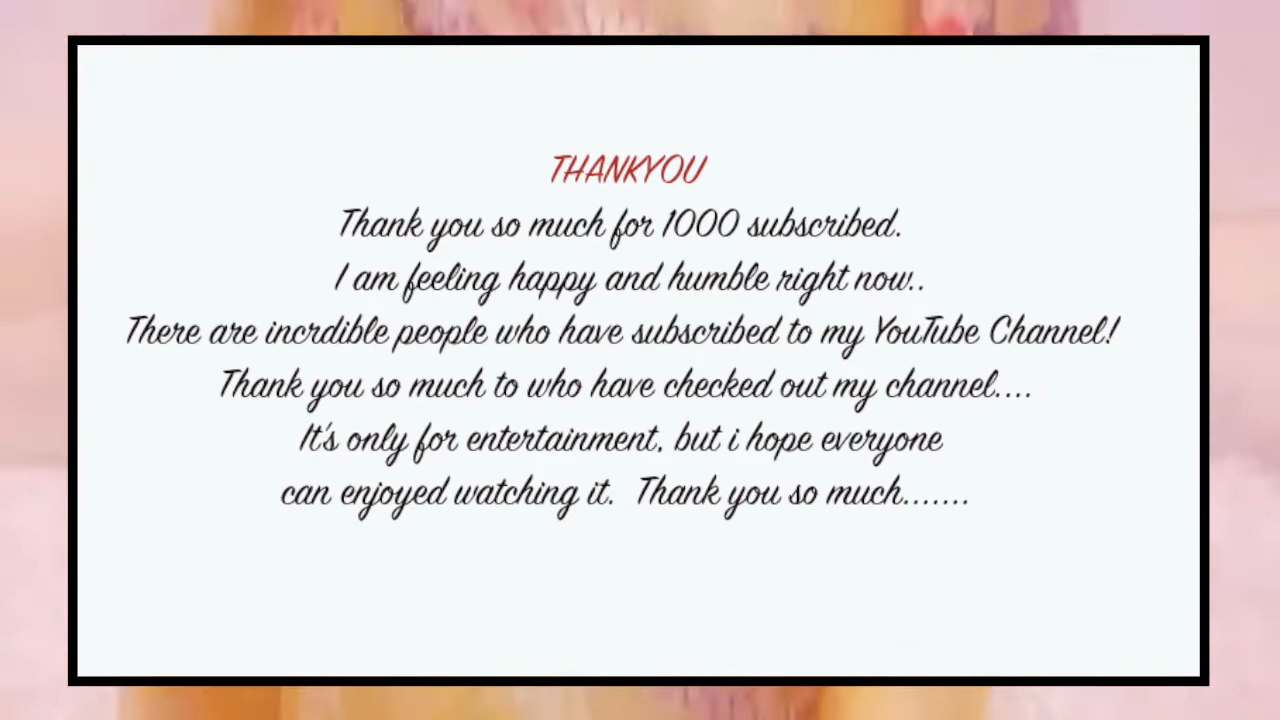 THANKYOU
Thank you so much for 1000 subscribed.
I am feeling happy and humble right now..
There are incrdible people who have subscribed to my YouTube Channel!
Thank you so much to who have checked out my channel....
It's only for entertainment, but i hope everyone
can enjoyed watching it. Thank you so much.......